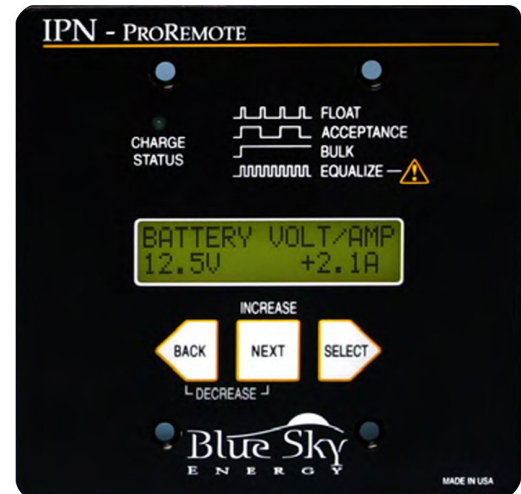 IPN - PROREMOTE
CHARGE
STATUS
FLOAT
ACCEPTANCE
BULK
EQUALIZE
BATTERY VOLT/AMP
12.5V +2.1A
INCREASE
BACK NEXT SELECT
DECREASE
Blue Sky
ENERGY
MADE IN USA